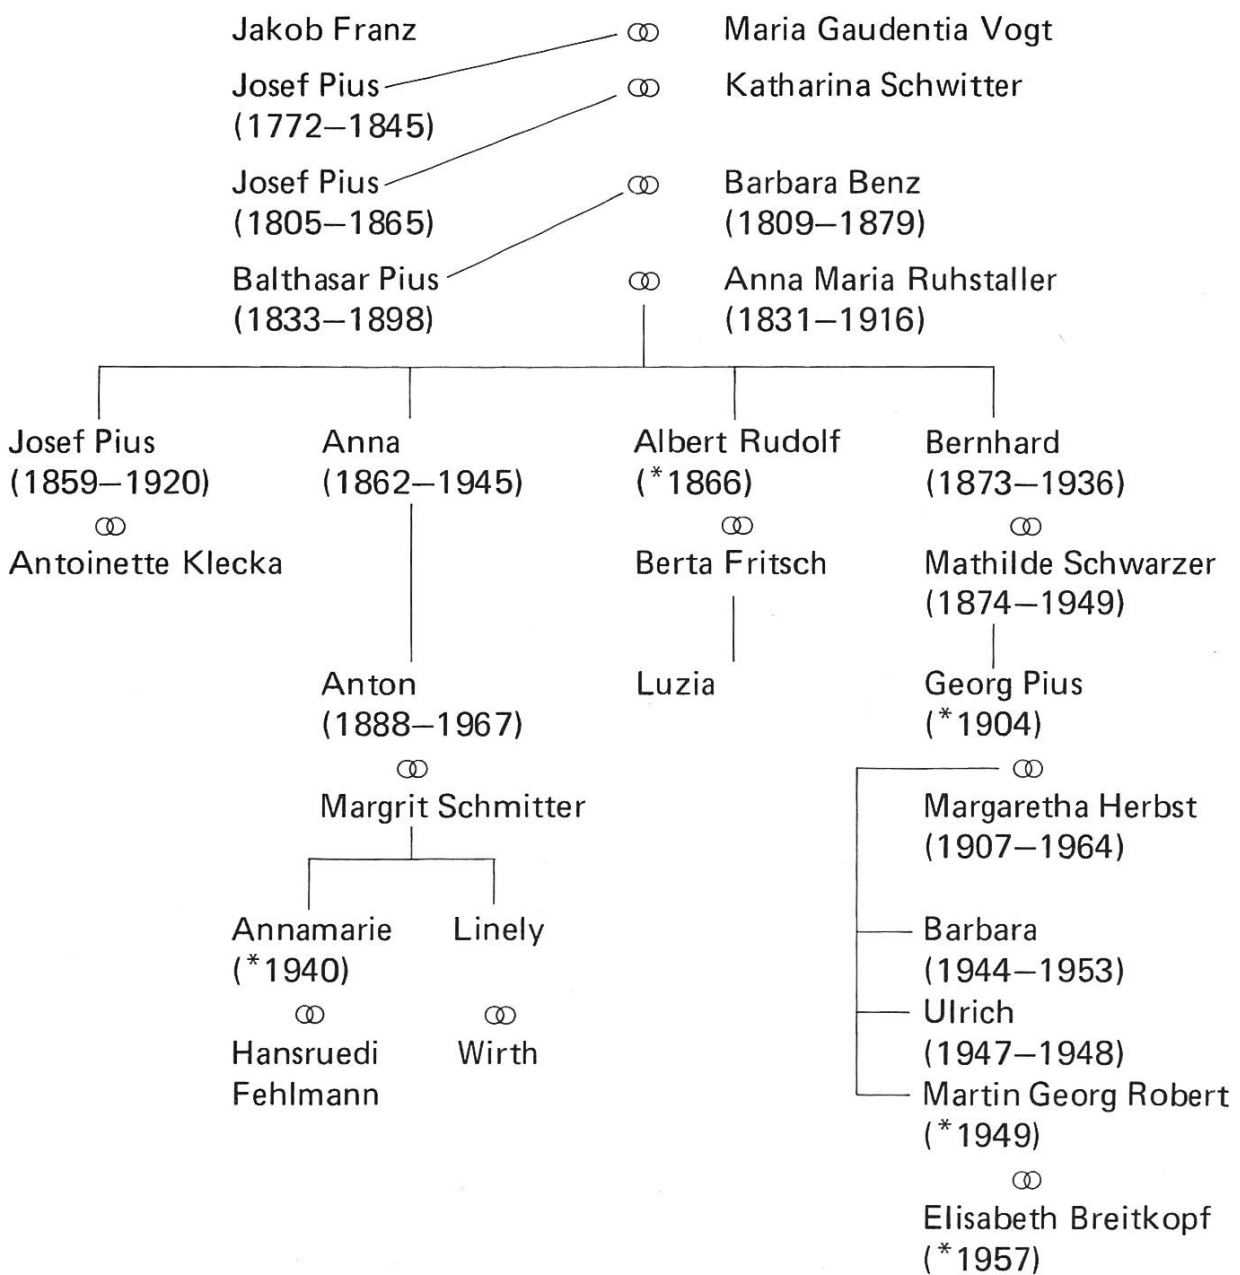 Jakob Franz ⚭ Maria Gaudentia Vogt
Josef Pius ⚭ Katharina Schwitter
(1772–1845)
Josef Pius ⚭ Barbara Benz
(1805–1865) (1809–1879)
Balthasar Pius ⚭ Anna Maria Ruhstaller
(1833–1898) (1831–1916)
Josef Pius Anna Albert Rudolf Bernhard
(1859–1920) (1862–1945) (*1866) (1873–1936)
⚭ ⚭ ⚭
Antoinette Klecka Berta Fritsch Mathilde Schwarzer
(1874–1949)
Anton Luzia Georg Pius
(1888–1967) (*1904)
⚭ ⚭
Margrit Schmitter Margaretha Herbst
(1907–1964)
Annamarie Linely Barbara
(*1940) (1944–1953)
⚭ ⚭ Ulrich
Hansruedi Wirth (1947–1948)
Fehlmann Martin Georg Robert
(*1949)
⚭
Elisabeth Breitkopf
(*1957)